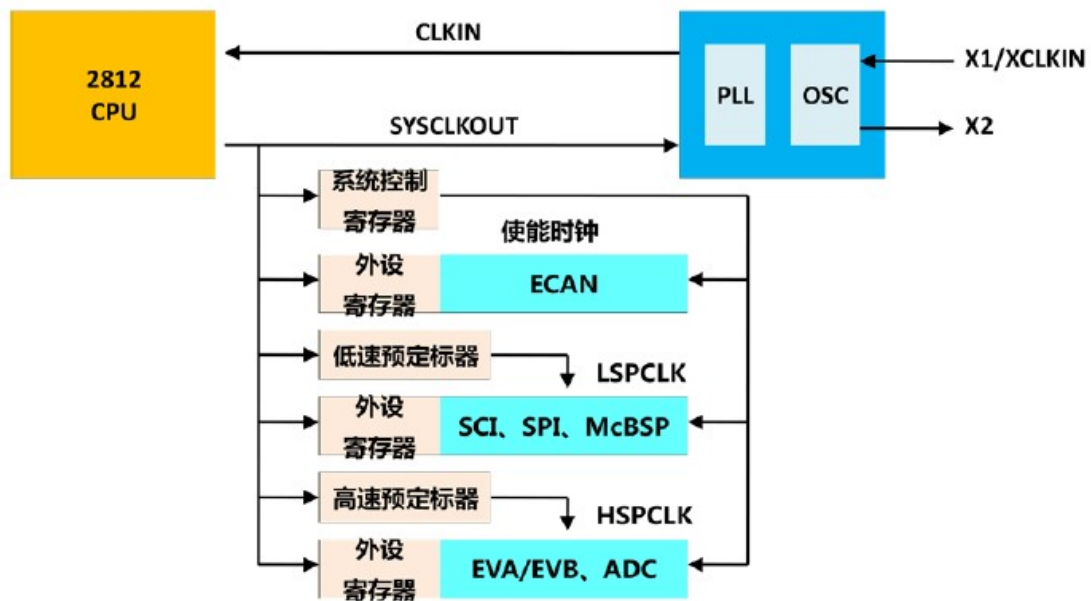 2812
CPU
CLKIN
SYSCLKOUT
PLL
OSC
X1/XCLKIN
X2
系统控制
寄存器
使能时钟
外设
寄存器
ECAN
低速预定标器
LSPCLK
外设
寄存器
SCI、SPI、McBSP
高速预定标器
HSPCLK
外设
寄存器
EVA/EVB、ADC